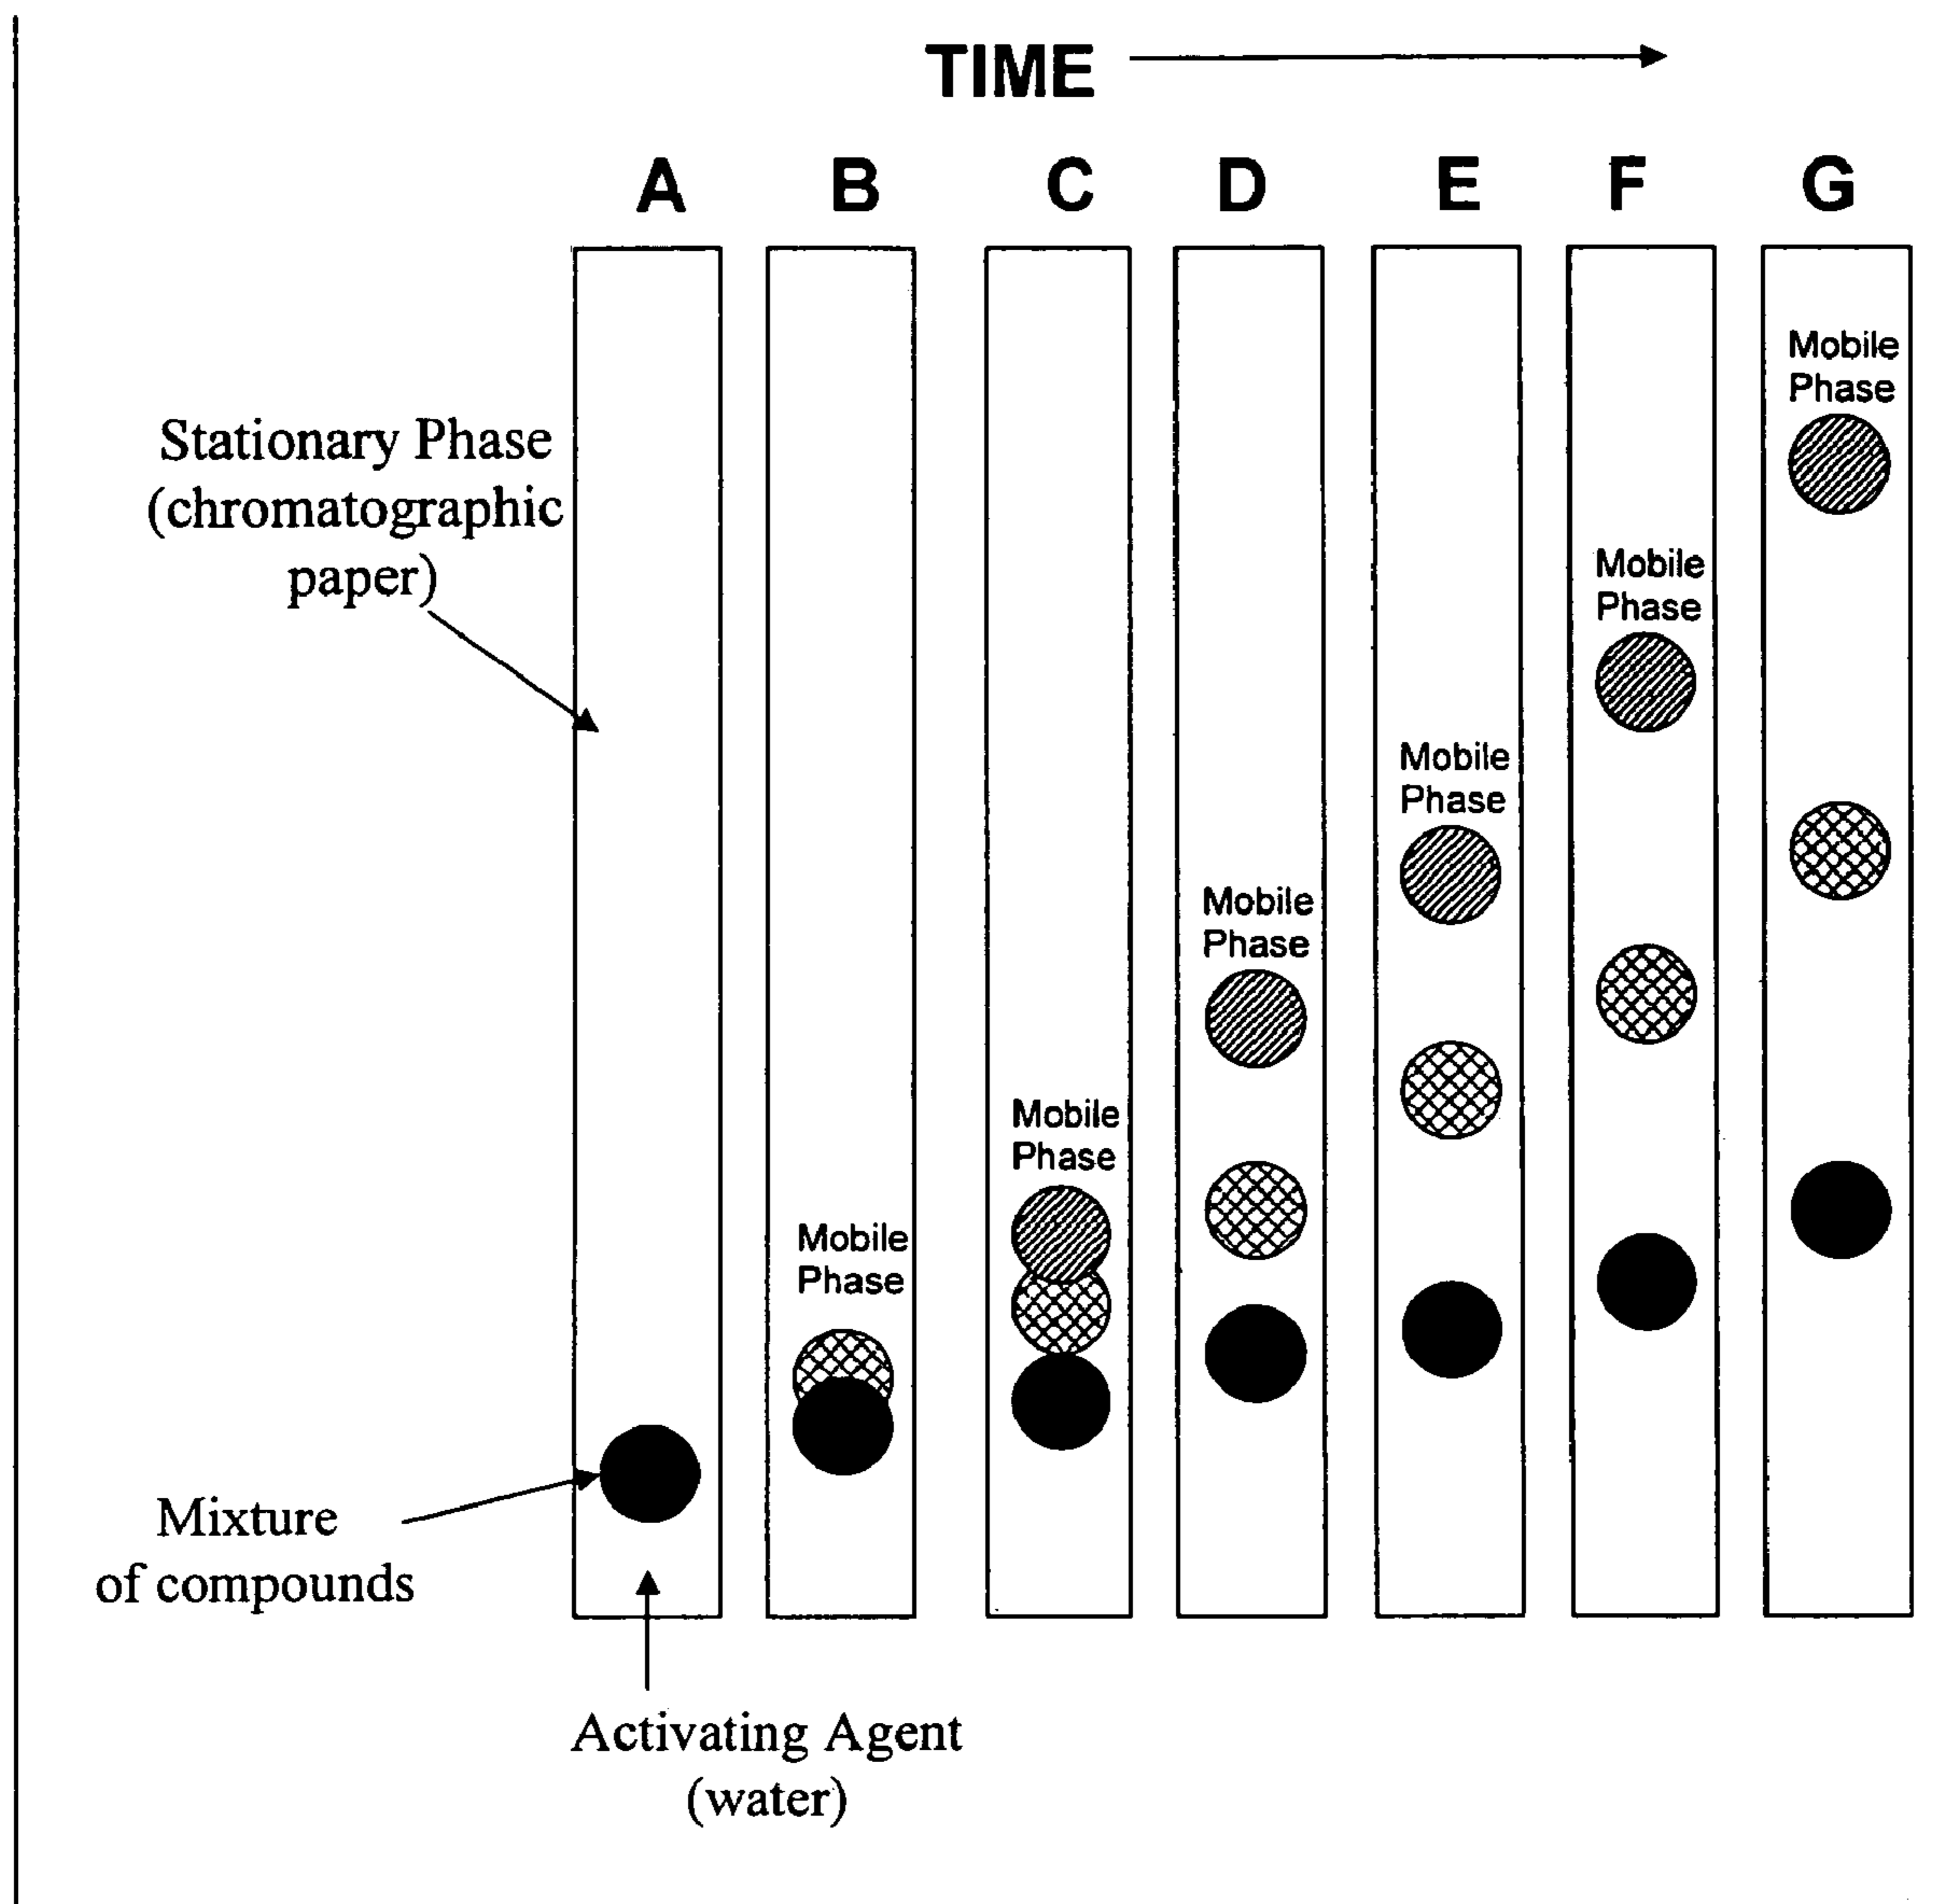 TIME
A B C D E F G
Stationary Phase
(chromatographic
paper)
Mobile
Phase
Mobile
Phase
Mobile
Phase
Mobile
Phase
Mobile
Phase
Mobile
Phase
Mixture
of compounds
Activating Agent
(water)